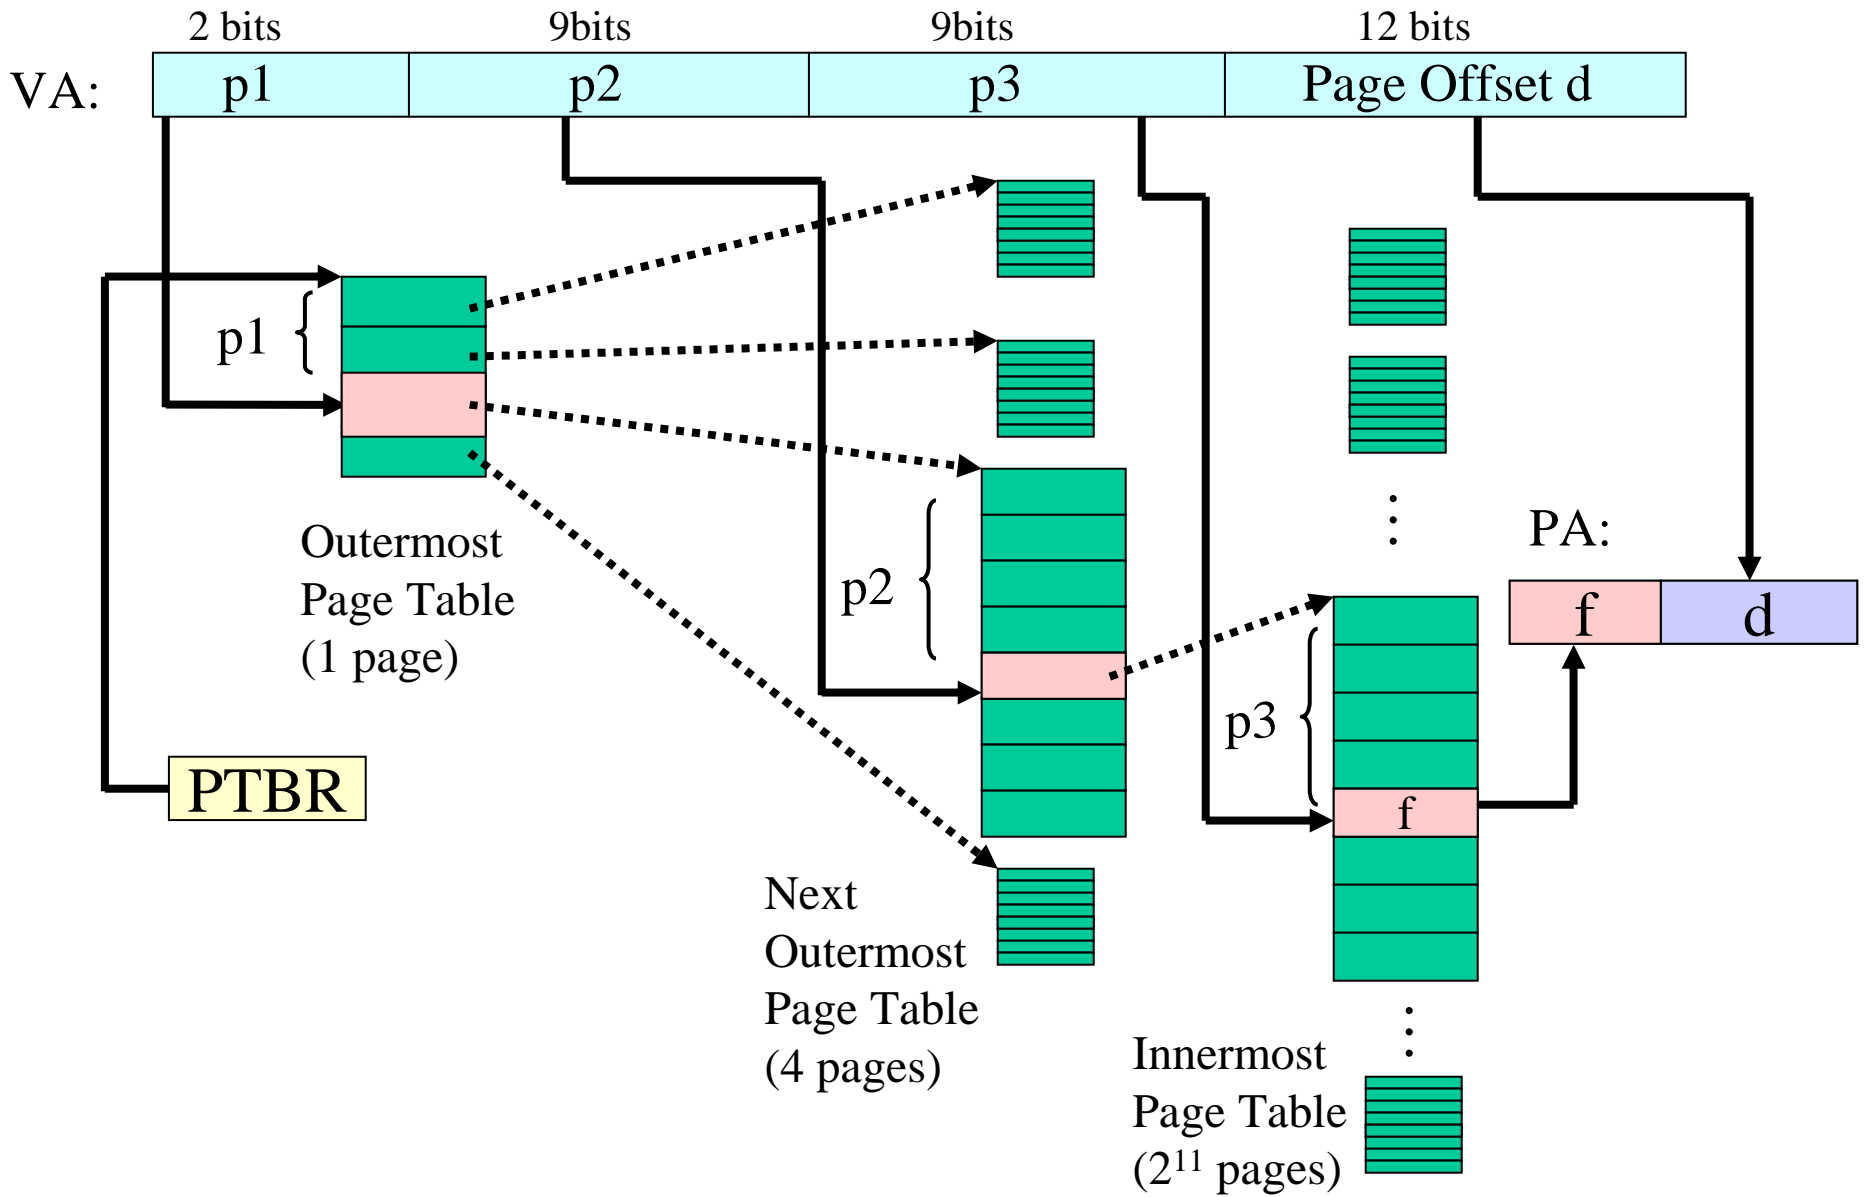 2 bits 9bits 9bits 12 bits
VA: p1 p2 p3 Page Offset d
p1
Outermost
Page Table
(1 page)
PTBR
p2
Next
Outermost
Page Table
(4 pages)
p3
f
Innermost
Page Table
(2¹¹ pages)
PA:
f d